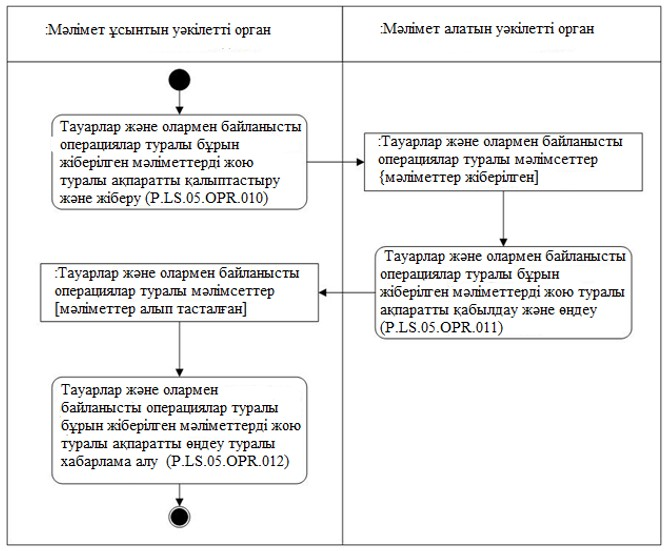 :Мәлімет ұсынтын уәкілетті орган
:Мәлімет алатын уәкілетті орган
Тауарлар және олармен байланысты
операциялар туралы бұрын
жіберілген мәліметтерді жою
туралы ақпаратты қалыптастыру
және жіберу (P.LS.05.OPR.010)
:Тауарлар және олармен байланысты
операциялар туралы мәлімсеттер
{мәліметтер жіберілген]
Тауарлар және олармен байланысты
операциялар туралы бұрын
жіберілген мәліметтерді жою туралы
ақпаратты қабылдау және өңдеу
(P.LS.05.OPR.011)
:Тауарлар және олармен байланысты
операциялар туралы мәлімсеттер
[мәліметтер алып тасталған]
Тауарлар және олармен
байланысты операциялар туралы
бұрын жіберілген мәліметтерді жою
туралы ақпаратты өңдеу туралы
хабарлама алу (P.LS.05.OPR.012)